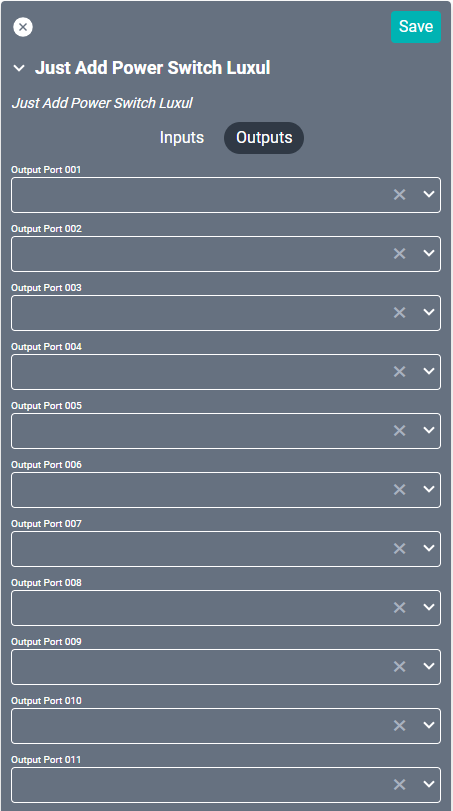 Save
Just Add Power Switch Luxul
Just Add Power Switch Luxul
Inputs Outputs
Output Port 001
Output Port 002
Output Port 003
Output Port 004
Output Port 005
Output Port 006
Output Port 007
Output Port 008
Output Port 009
Output Port 010
Output Port 011